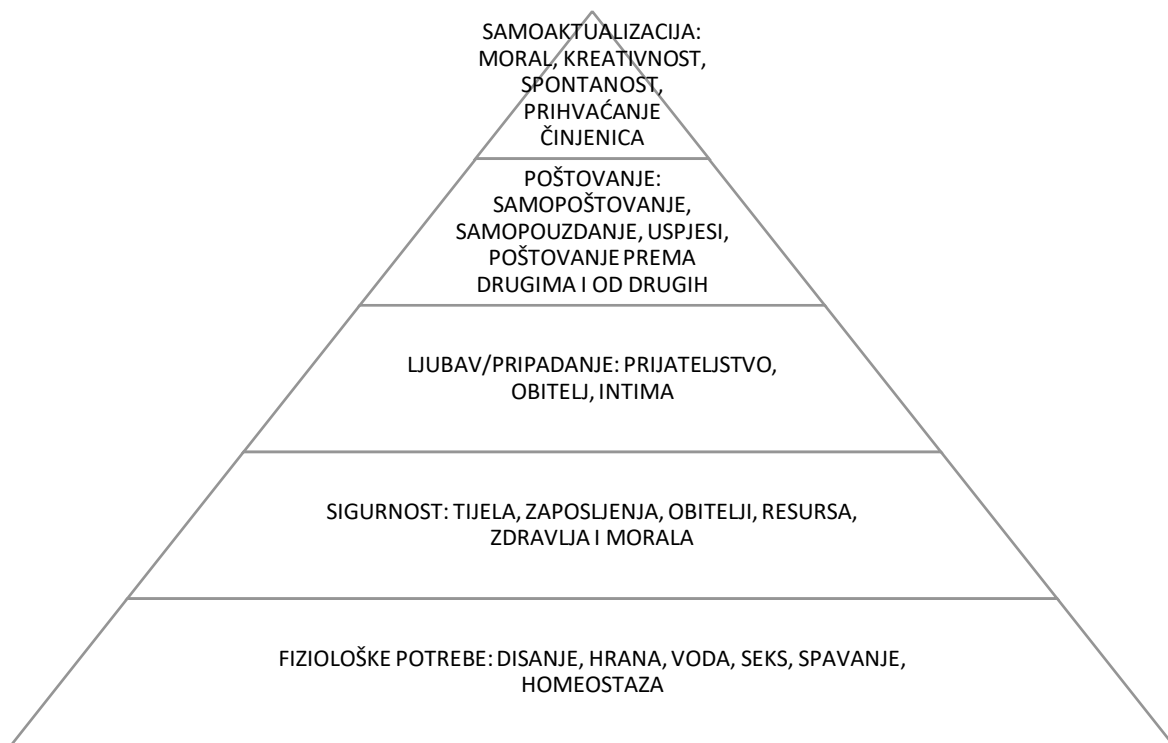 SAMOAKTUALIZACIJA:
MORAL, KREATIVNOST,
SPONTANOST,
PRIHVAĆANJE
ČINJENICA
POŠTOVANJE:
SAMOPOŠTOVANJE,
SAMOPOUZDANJE, USPJESI,
POŠTOVANJE PREMA
DRUGIMA I OD DRUGIH
LJUBAV/PRIPADANJE: PRIJATELJSTVO,
OBITELJ, INTIMA
SIGURNOST: TIJELA, ZAPOSLJENJA, OBITELJI, RESURSA,
ZDRAVLJA I MORALA
FIZIOLOŠKE POTREBE: DISANJE, HRANA, VODA, SEKS, SPAVANJE,
HOMEOSTAZA